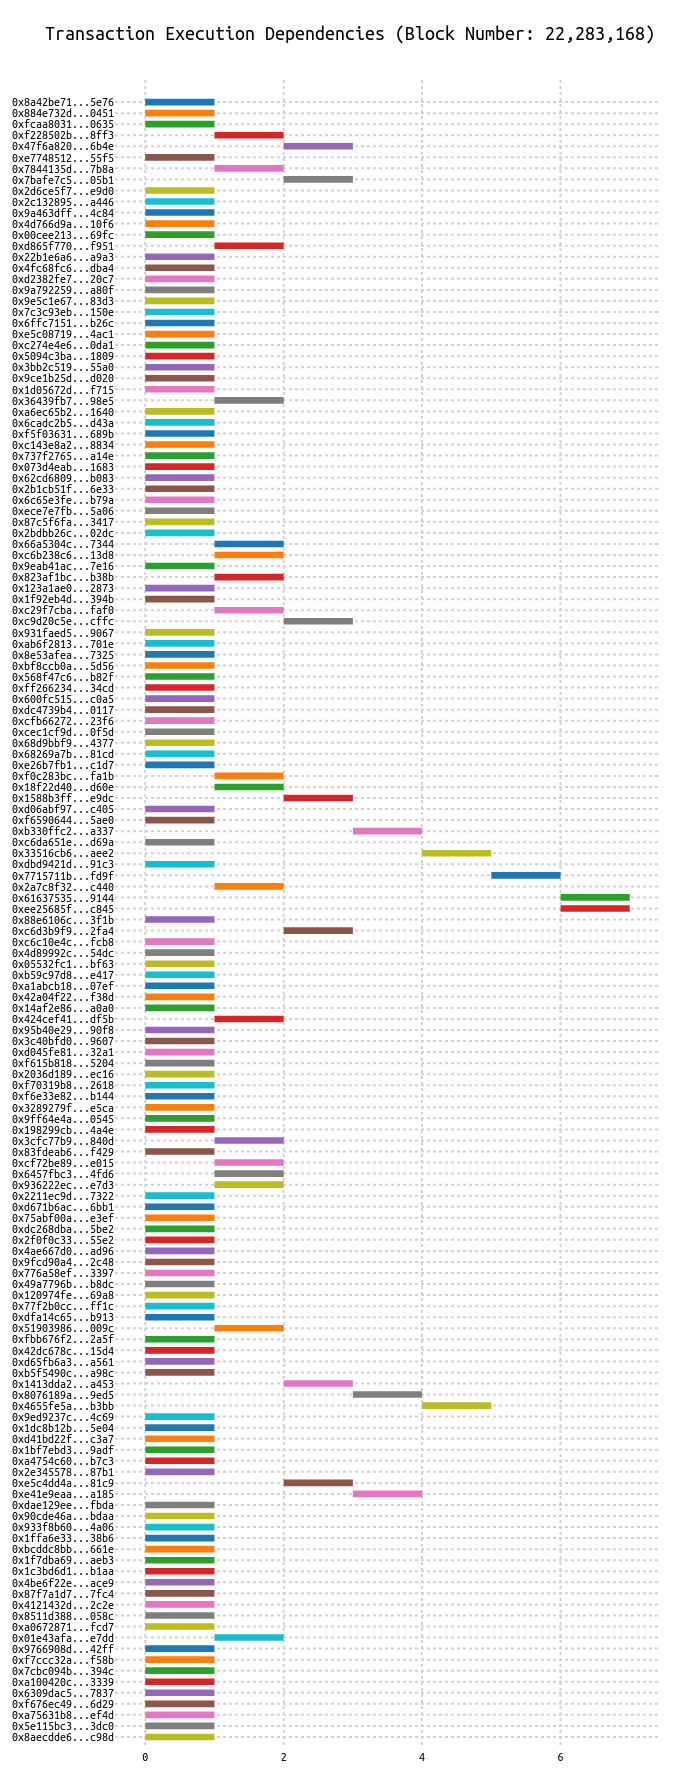 Transaction Execution Dependencies (Block Number: 22,283,168)
0x8a42be71...5e76
0x884e732d...0451
0xfcaa8031...0635
0xf228502b...8ff3
0x47f6a820...6b4e
0xe7748512...55f5
0x7844135d...7b8a
0x7bafe7c5...05b1
0x2d6ce5f7...e9d0
0x2c132895...a446
0x9a463dff...4c84
0x4d766d9a...10f6
0x00cee213...69fc
0xd865f770...f951
0x22b1e6a6...a9a3
0x4fc68fc6...dba4
0xd2382fe7...20c7
0x9a792259...a80f
0x9e5c1e67...83d3
0x7c3c93eb...150e
0x6ffc7151...b26c
0xe5c08719...4ac1
0xc274e4e6...0da1
0x5094c3ba...1809
0x3bb2c519...55a0
0x9ce1b25d...d020
0x1d05672d...f715
0x36439fb7...98e5
0xa6ec65b2...1640
0x6cadc2b5...d43a
0xf5f03631...689b
0xc143e8a2...8834
0x737f2765...a14e
0x073d4eab...1683
0x62cd6809...b083
0x2b1cb51f...6e33
0x6c65e3fe...b79a
0xece7e7fb...5a06
0x87c5f6fa...3417
0x2bdbb26c...02dc
0x66a5304c...7344
0xc6b238c6...13d8
0x9eab41ac...7e16
0x823af1bc...b38b
0x123a1ae0...2873
0x1f92eb4d...394b
0xc29f7cba...faf0
0xc9d20c5e...cffc
0x931faed5...9067
0xab6f2813...701e
0x8e53afea...7325
0xbf8ccb0a...5d56
0x568f47c6...b82f
0xff266234...34cd
0x600fc515...c0a5
0xdc4739b4...0117
0xcfb66272...23f6
0xcec1cf9d...0f5d
0x68d9bbf9...4377
0x68269a7b...81cd
0xe26b7fb1...c1d7
0xf0c283bc...fa1b
0x18f22d40...d60e
0x1588b3ff...e9dc
0xd06abf97...c405
0xf6590644...5ae0
0xb330ffc2...a337
0xc6da651e...d69a
0x33516cb6...aee2
0xdbd9421d...91c3
0x7715711b...fd9f
0x2a7c8f32...c440
0x61637535...9144
0xee25685f...c845
0x88e6106c...3f1b
0xc6d3b9f9...2fa4
0xc6c10e4c...fcb8
0x4d89992c...54dc
0x05532fc1...bf63
0xb59c97d8...e417
0xa1abcb18...07ef
0x42a04f22...f38d
0x14af2e86...a0a0
0x424cef41...df5b
0x95b40e29...90f8
0x3c40bfd0...9607
0xd045fe81...32a1
0xf615b818...5204
0x2036d189...ec16
0xf70319b8...2618
0xf6e33e82...b144
0x3289279f...e5ca
0x9ff64e4a...0545
0x198299cb...4a4e
0x3cfc77b9...840d
0x83fdeab6...f429
0xcf72be89...e015
0x6457fbc3...4fd6
0x936222ec...e7d3
0x2211ec9d...7322
0xd671b6ac...6bb1
0x75abf00a...e3ef
0xdc268dba...5be2
0x2f0f0c33...55e2
0x4ae667d0...ad96
0x9fcd90a4...2c48
0x776a58ef...3397
0x49a7796b...b8dc
0x120974fe...69a8
0x77f2b0cc...ff1c
0xdfa14c65...b913
0x51903986...009c
0xfbb676f2...2a5f
0x42dc678c...15d4
0xd65fb6a3...a561
0xb5f5490c...a98c
0x1413dda2...a453
0x8076189a...9ed5
0x4655fe5a...b3bb
0x9ed9237c...4c69
0x1dc8b12b...5e04
0xd41bd22f...c3a7
0x1bf7ebd3...9adf
0xa4754c60...b7c3
0x2e345578...87b1
0xe5c4dd4a...81c9
0xe41e9eaa...a185
0xdae129ee...fbda
0x90cde46a...bdaa
0x933f8b60...4a06
0x1ffa6e33...38b6
0xbcddc8bb...661e
0x1f7dba69...aeb3
0x1c3bd6d1...b1aa
0x4be6f22e...ace9
0x87f7a1d7...7fc4
0x4121432d...2c2e
0x8511d388...058c
0xa0672871...fcd7
0x01e43afa...e7dd
0x9766908d...42ff
0xf7ccc32a...f58b
0x7cbc094b...394c
0xa100420c...3339
0x6309dac5...7837
0xf676ec49...6d29
0xa75631b8...ef4d
0x5e115bc3...3dc0
0x8aecdde6...c98d
0 2 4 6